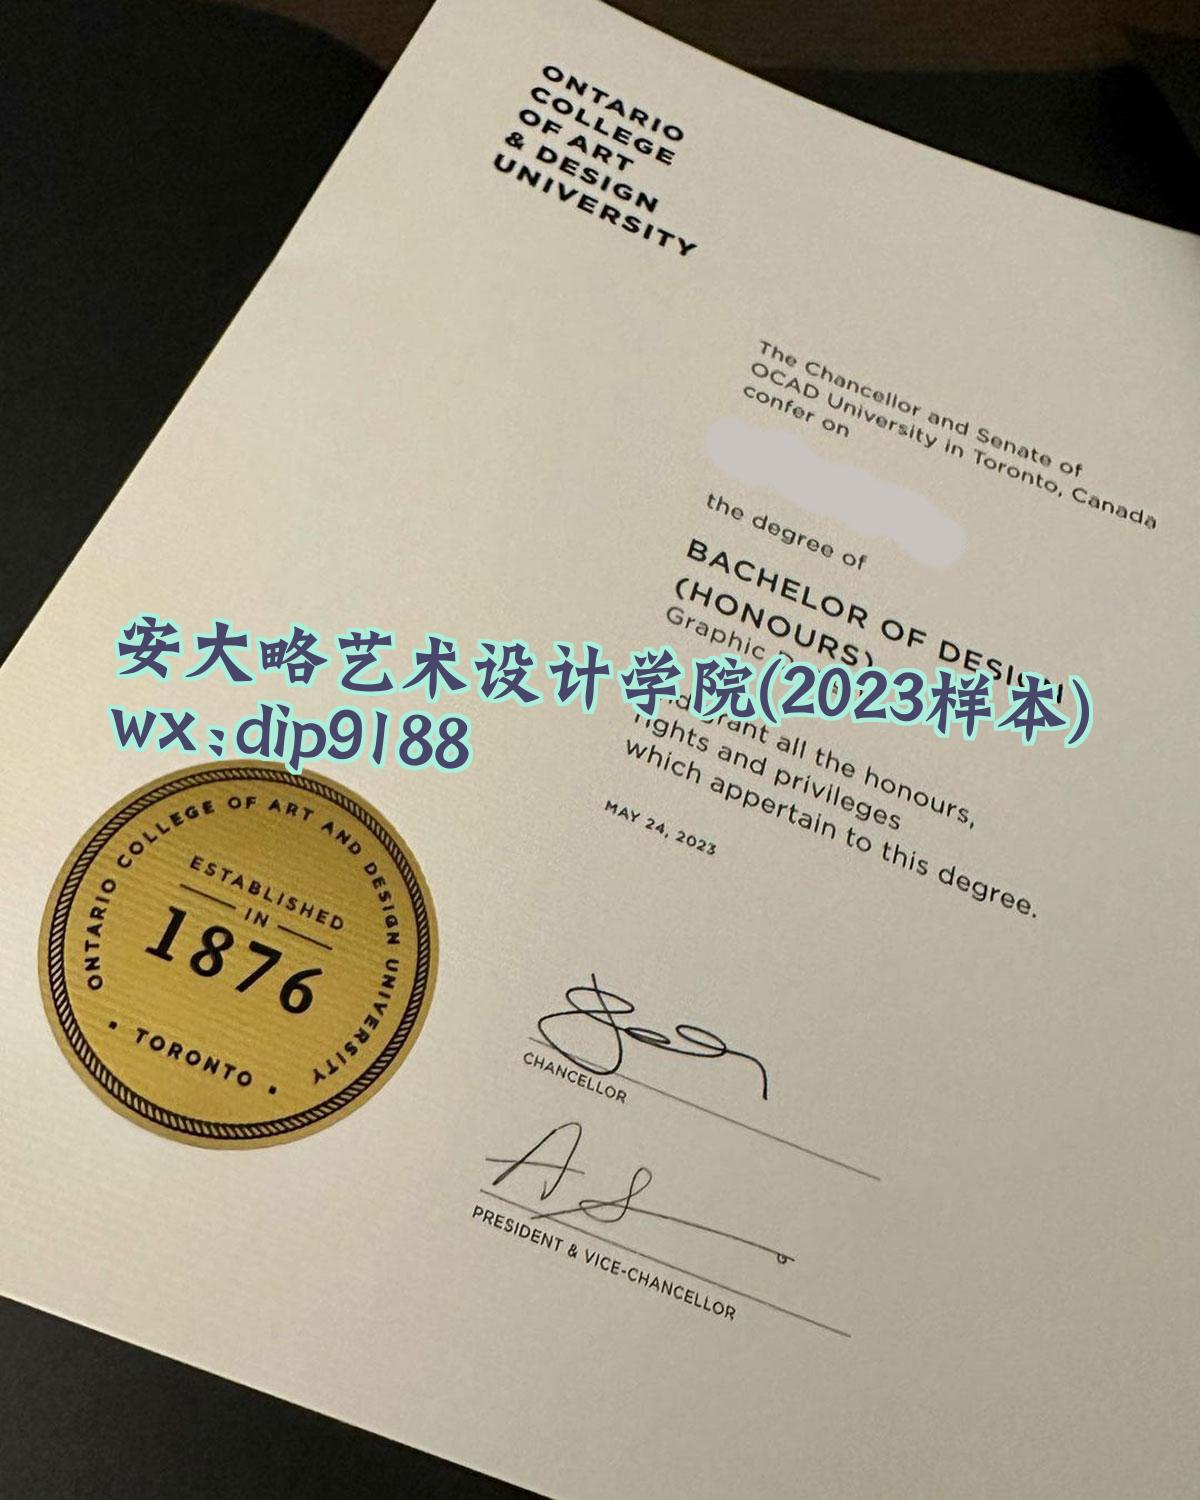 ONTARIO
COLLEGE
OF ART
& DESIGN
UNIVERSITY
The Chancellor and Senate of
OCAD University in Toronto, Canada
confer on
the degree of
BACHELOR OF DESIGN
(HONOURS)
Graphic
安大略艺术设计学院(2023样本)
wx:dip9188
grant all the honours,
rights and privileges
which appertain to this degree.
MAY 24, 2023
ONTARIO COLLEGE OF ART AND DESIGN UNIVERSITY
ESTABLISHED
IN
1876
• TORONTO •
CHANCELLOR
PRESIDENT & VICE-CHANCELLOR